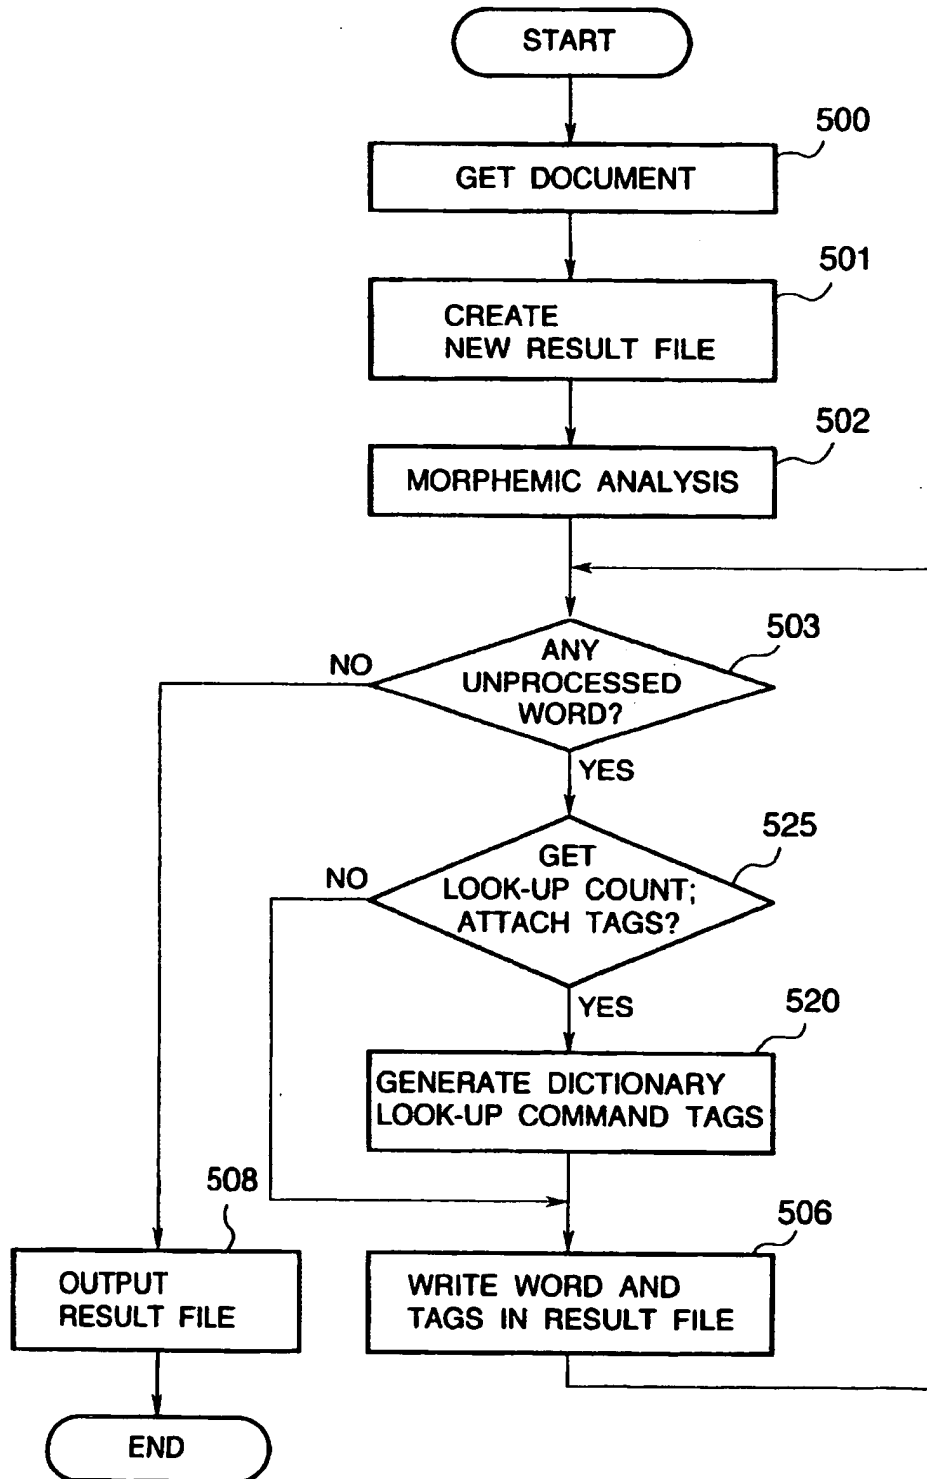 START
500
GET DOCUMENT
501
CREATE
NEW RESULT FILE
502
MORPHEMIC ANALYSIS
503
NO
ANY
UNPROCESSED
WORD?
YES
525
NO
GET
LOOK-UP COUNT;
ATTACH TAGS?
YES
520
GENERATE DICTIONARY
LOOK-UP COMMAND TAGS
508
506
OUTPUT
RESULT FILE
WRITE WORD AND
TAGS IN RESULT FILE
END